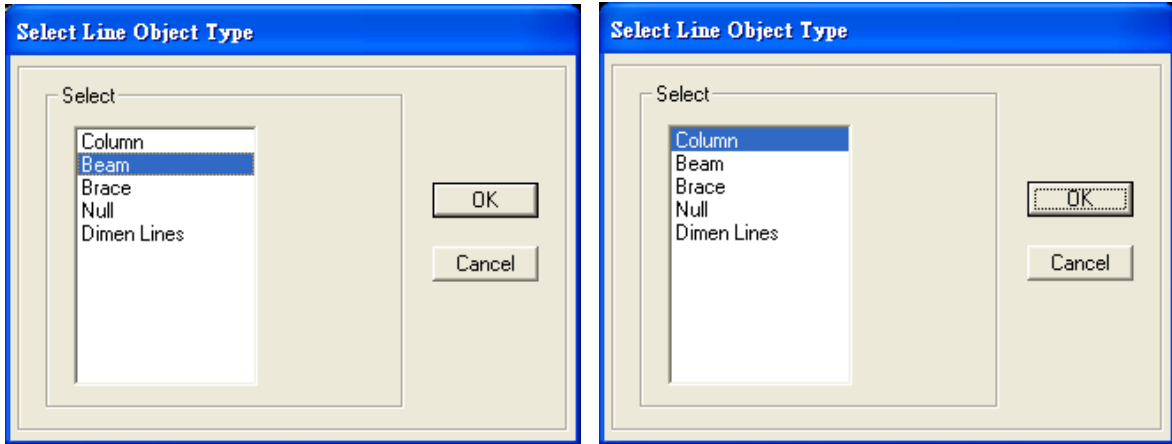 Select Line Object Type
Select
Column
Beam
Brace
Null
Dimen Lines
OK
Cancel
Select Line Object Type
Select
Column
Beam
Brace
Null
Dimen Lines
OK
Cancel